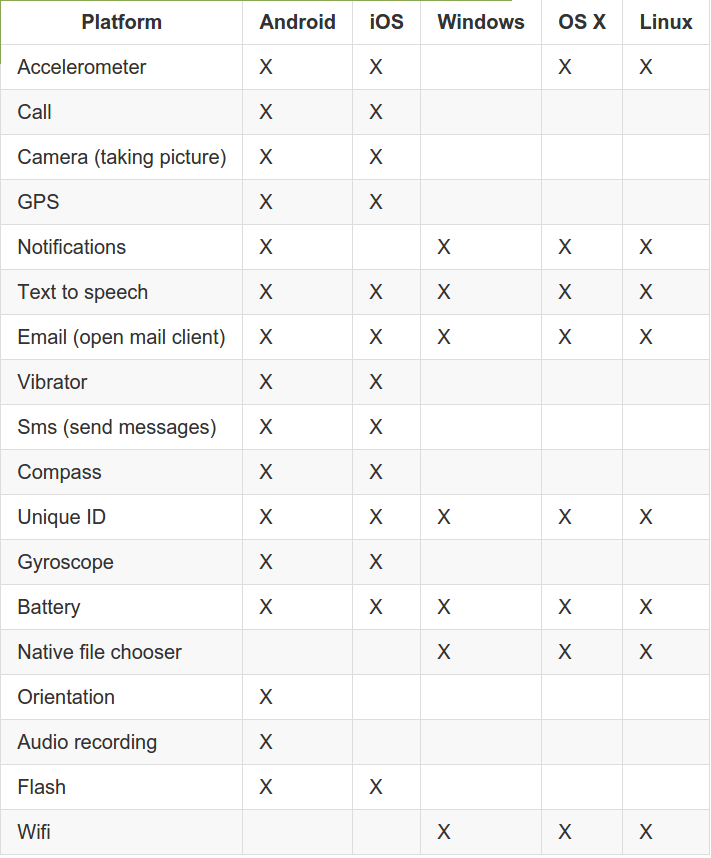 Platform Android iOS Windows OS X Linux
Accelerometer X X X X
Call X X
Camera (taking picture) X X
GPS X X
Notifications X X X X
Text to speech X X X X X
Email (open mail client) X X X X X
Vibrator X X
Sms (send messages) X X
Compass X X
Unique ID X X X X X
Gyroscope X X
Battery X X X X X
Native file chooser X X X
Orientation X
Audio recording X
Flash X X
Wifi X X X